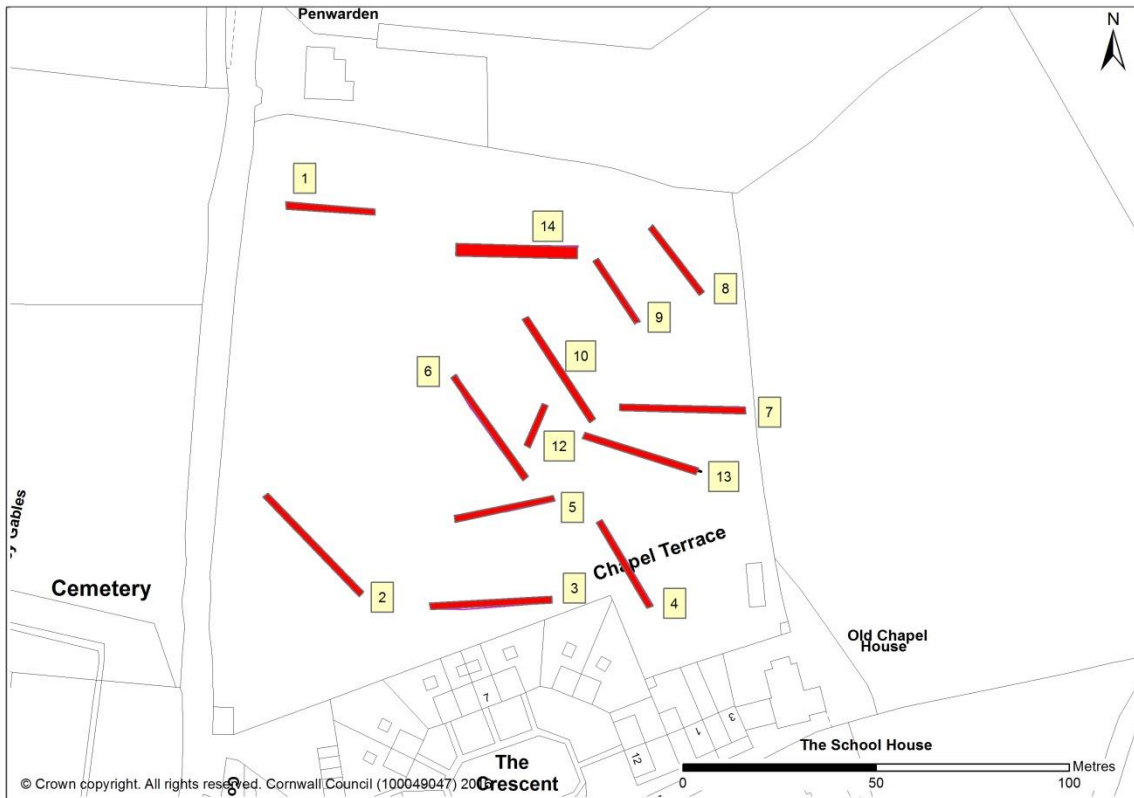 Penwarden
N
1
14
8
9
10
6
7
12
13
5
Chapel Terrace
Cemetery
2
3
4
Old Chapel
House
7
3
1
12
The School House
The
Crescent
© Crown copyright. All rights reserved. Cornwall Council (100049047)
Metres
0
50
100
Gables